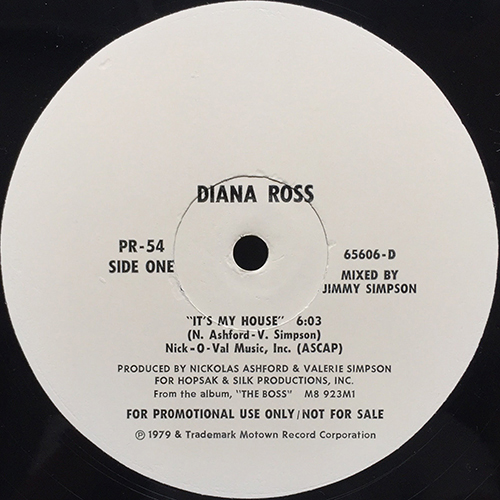 DIANA ROSS
PR-54
SIDE ONE
65606-D
MIXED BY
JIMMY SIMPSON
"IT'S MY HOUSE" 6:03
(N. Ashford-V. Simpson)
Nick-O-Val Music, Inc. (ASCAP)
PRODUCED BY NICKOLAS ASHFORD & VALERIE SIMPSON
FOR HOPSAK & SILK PRODUCTIONS, INC.
From the album, "THE BOSS" M8 923M1
FOR PROMOTIONAL USE ONLY/NOT FOR SALE
℗ 1979 & Trademark Motown Record Corporation